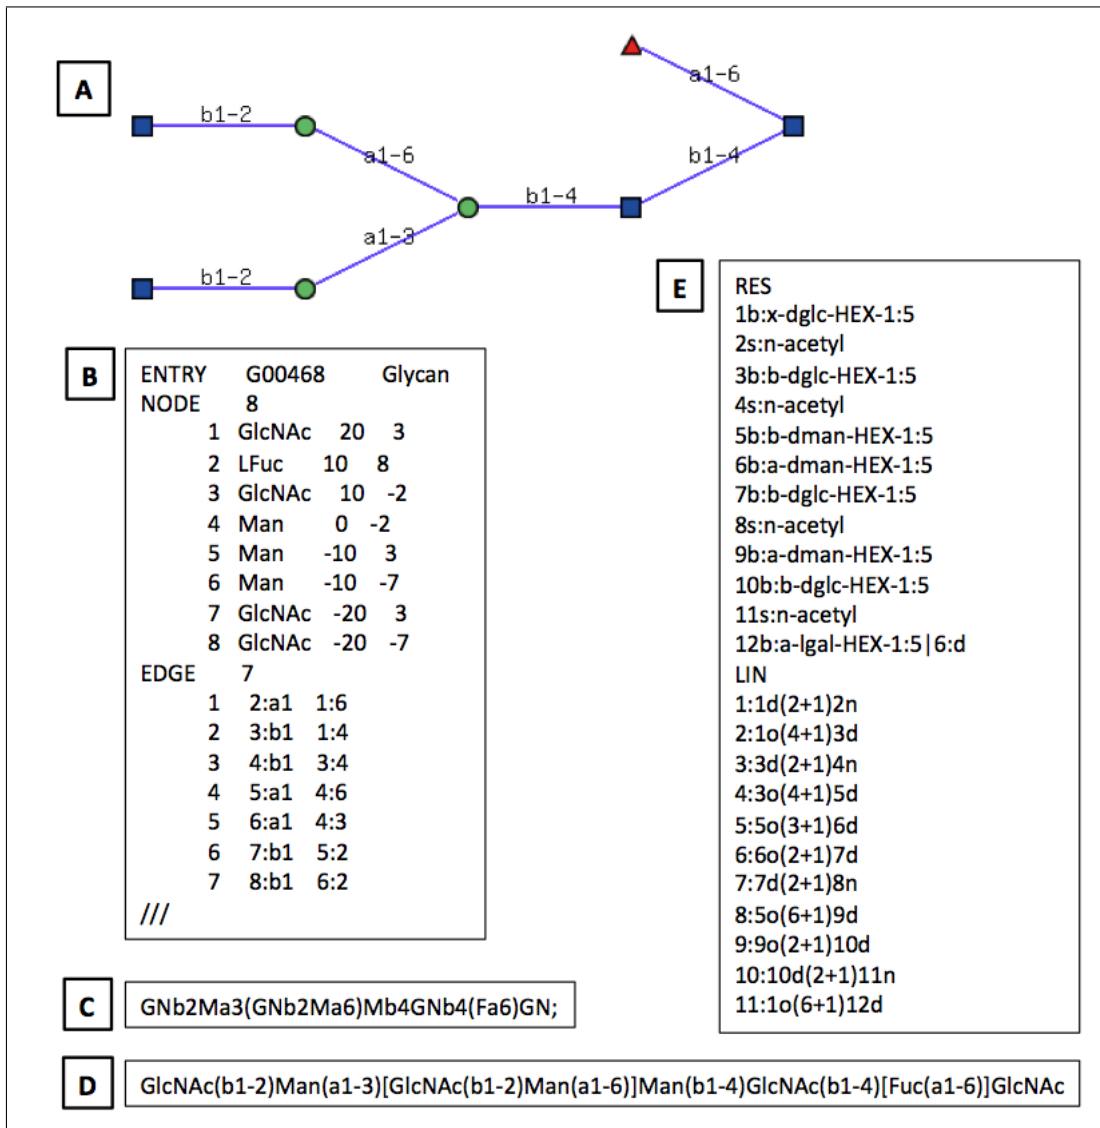 A
a1-6
b1-2
a1-6
b1-4
b1-4
a1-3
b1-2
B
ENTRY G00468 Glycan
NODE 8
1 GlcNAc 20 3
2 LFuc 10 8
3 GlcNAc 10 -2
4 Man 0 -2
5 Man -10 3
6 Man -10 -7
7 GlcNAc -20 3
8 GlcNAc -20 -7
EDGE 7
1 2:a1 1:6
2 3:b1 1:4
3 4:b1 3:4
4 5:a1 4:6
5 6:a1 4:3
6 7:b1 5:2
7 8:b1 6:2
///
E
RES
1b:x-dglc-HEX-1:5
2s:n-acetyl
3b:b-dglc-HEX-1:5
4s:n-acetyl
5b:b-dman-HEX-1:5
6b:a-dman-HEX-1:5
7b:b-dglc-HEX-1:5
8s:n-acetyl
9b:a-dman-HEX-1:5
10b:b-dglc-HEX-1:5
11s:n-acetyl
12b:a-lgal-HEX-1:5|6:d
LIN
1:1d(2+1)2n
2:1o(4+1)3d
3:3d(2+1)4n
4:3o(4+1)5d
5:5o(3+1)6d
6:6o(2+1)7d
7:7d(2+1)8n
8:5o(6+1)9d
9:9o(2+1)10d
10:10d(2+1)11n
11:1o(6+1)12d
C
GNb2Ma3(GNb2Ma6)Mb4GNb4(Fa6)GN;
D
GlcNAc(b1-2)Man(a1-3)[GlcNAc(b1-2)Man(a1-6)]Man(b1-4)GlcNAc(b1-4)[Fuc(a1-6)]GlcNAc